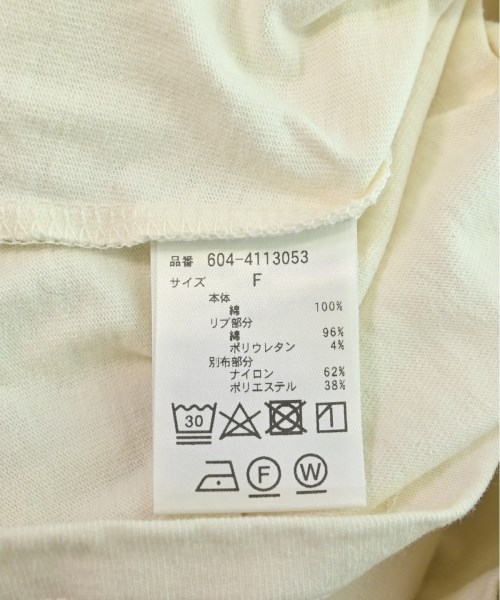 品番 604-4113053
サイズ F
本体
綿 100%
リブ部分
綿 96%
ポリウレタン 4%
別布部分
ナイロン 62%
ポリエステル 38%
30
F W